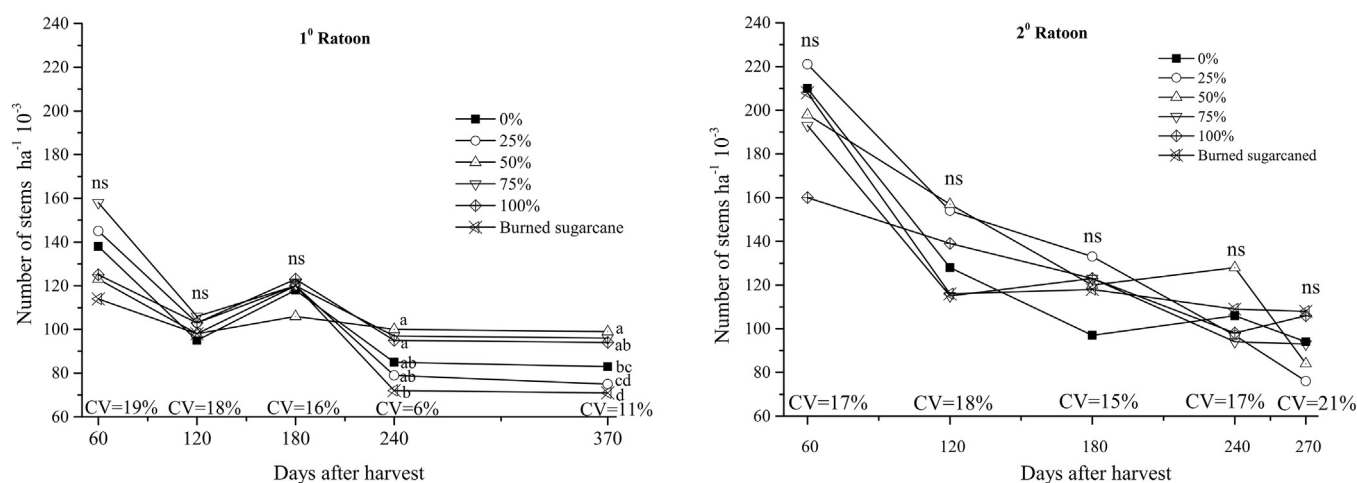 1⁰ Ratoon
Number of stems ha⁻¹ 10⁻³
240
220
200
180
160
140
120
100
80
60
0%
25%
50%
75%
100%
Burned sugarcane
ns
ns
ns
a
a
ab
ab
b
a
ab
bc
cd
d
CV=19%
CV=18%
CV=16%
CV=6%
CV=11%
60
120
180
240
370
Days after harvest
2⁰ Ratoon
Number of stems ha⁻¹ 10⁻³
240
220
200
180
160
140
120
100
80
60
0%
25%
50%
75%
100%
Burned sugarcaned
ns
ns
ns
ns
ns
CV=17%
CV=18%
CV=15%
CV=17%
CV=21%
60
120
180
240
270
Days after harvest